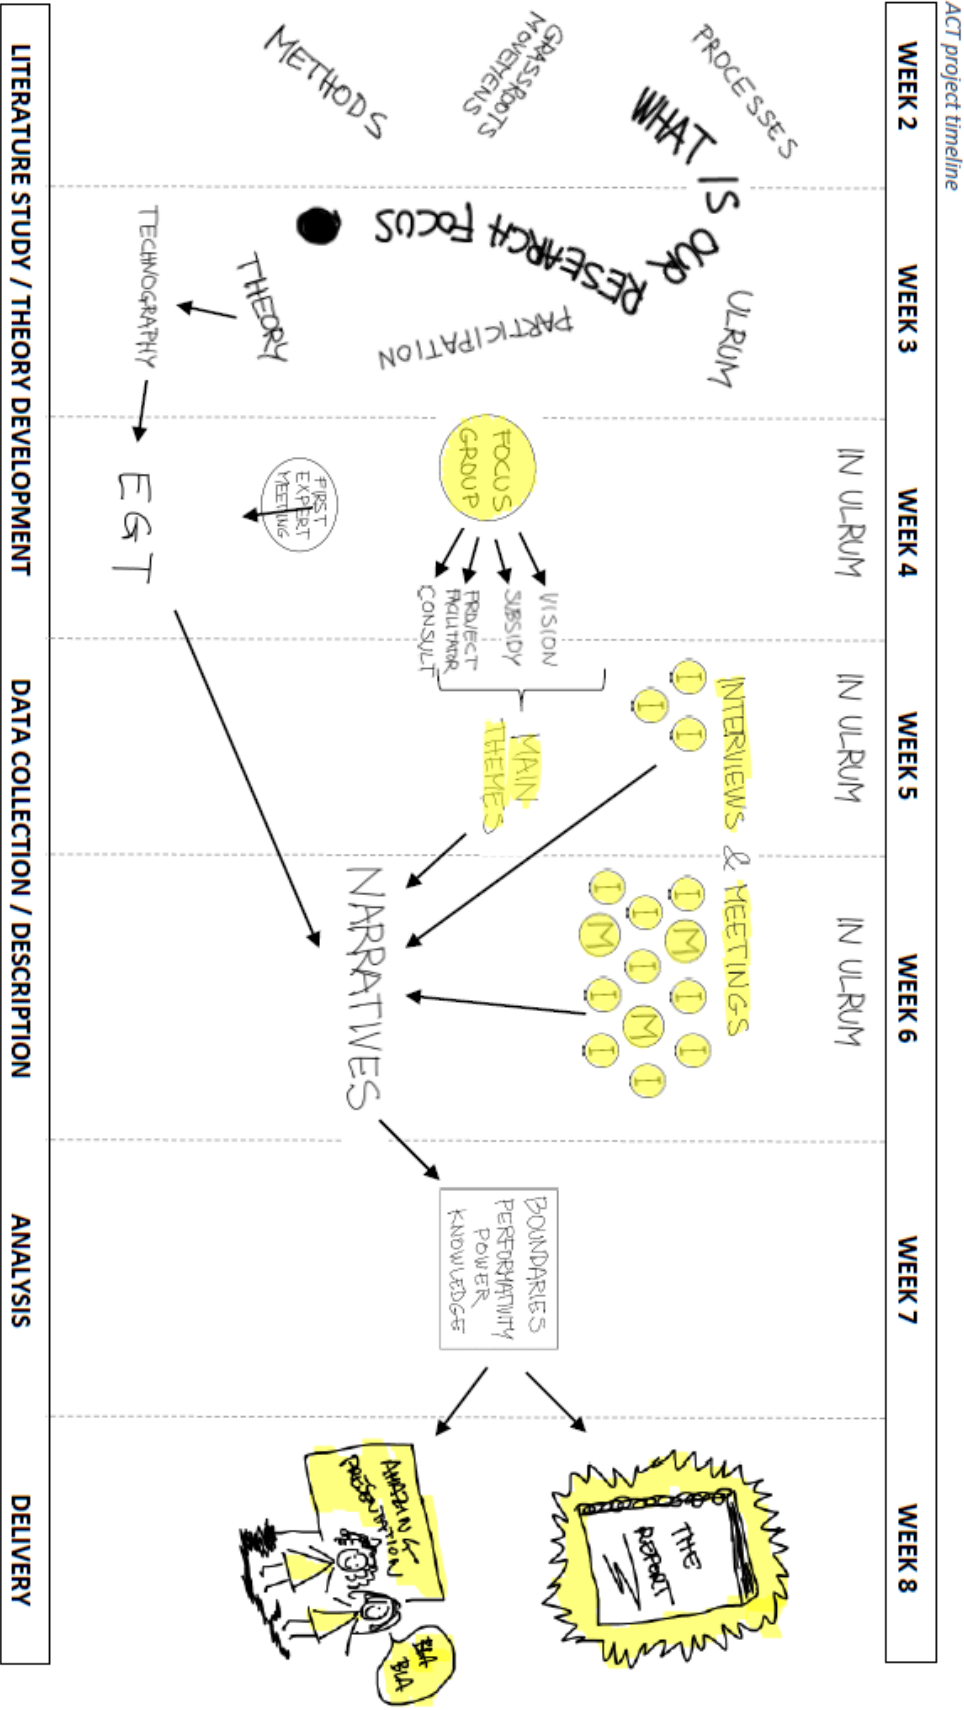 ACT project timeline
WEEK 2
WEEK 3
WEEK 4
WEEK 5
WEEK 6
WEEK 7
WEEK 8
PROCESSES
GRASSROOTS
MOVEMENS
METHODS
WHAT IS OUR RESEARCH FOCUS
ULRUM
PARTICIPATION
THEORY
TECHNOGRAPHY
IN ULRUM
FOCUS
GROUP
VISION
SUBSIDY
PROJECT
FACILITATOR
CONSULT
FIRST
EXPERT
MEETING
EGT
IN ULRUM
INTERVIEWS & MEETINGS
I
I
I
MAIN
THEMES
IN ULRUM
I
M
I
I
I
I
I
M
I
M
I
I
NARRATIVES
BOUNDARIES
PERFORMATIVITY
POWER
KNOWLEDGE
THE
REPORT
AMAZING
PRESENTATION
BLA
BLA
LITERATURE STUDY / THEORY DEVELOPMENT
DATA COLLECTION / DESCRIPTION
ANALYSIS
DELIVERY